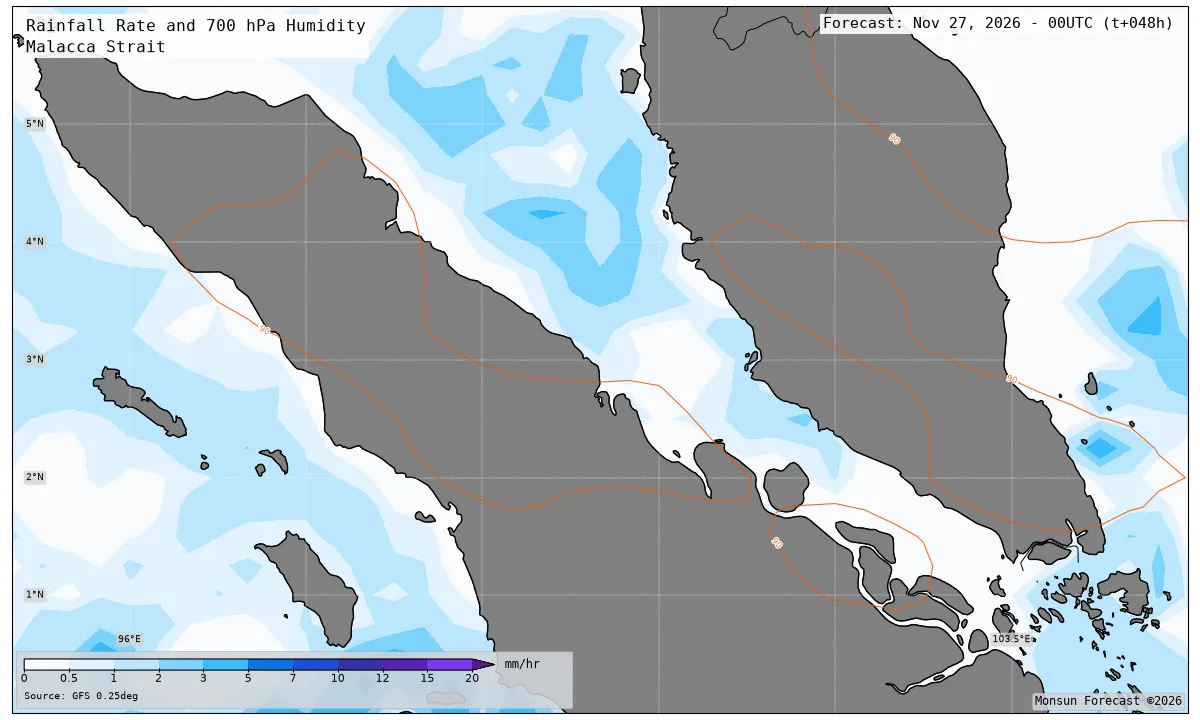 Rainfall Rate and 700 hPa Humidity
Malacca Strait
Forecast: Nov 27, 2026 - 00UTC (t+048h)
5°N
90
4°N
90
3°N
90
2°N
90
1°N
96°E
103.5°E
mm/hr
0 0.5 1 2 3 5 7 10 12 15 20
Source: GFS 0.25deg
Monsun Forecast ©2026